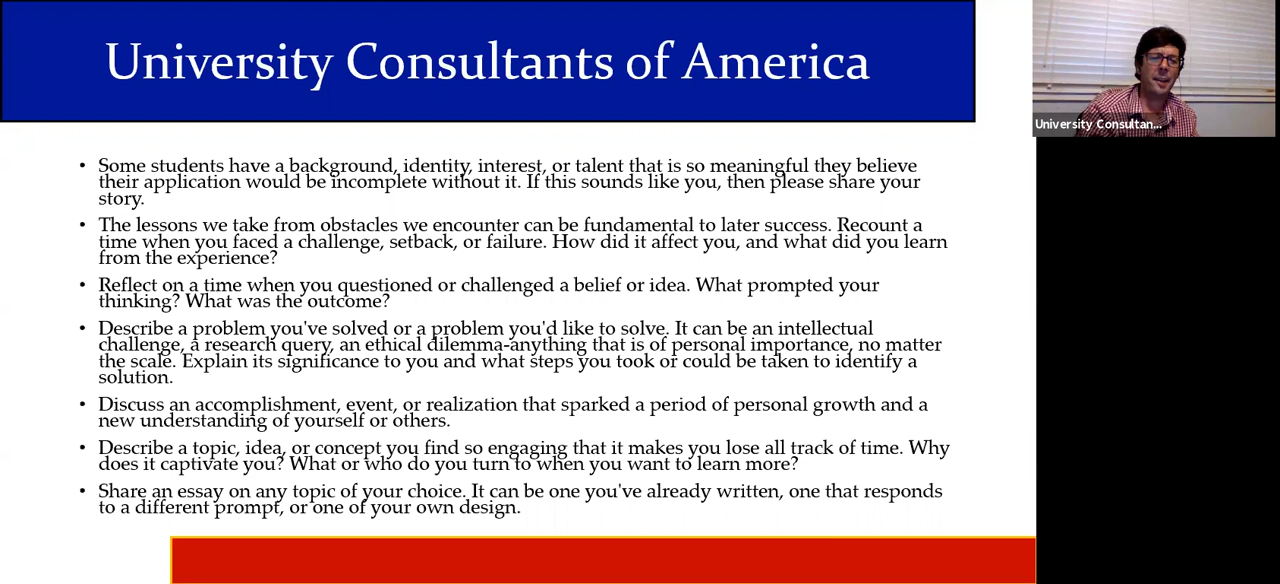 University Consultants of America
University Consultan...
• Some students have a background, identity, interest, or talent that is so meaningful they believe
their application would be incomplete without it. If this sounds like you, then please share your
story.
• The lessons we take from obstacles we encounter can be fundamental to later success. Recount a
time when you faced a challenge, setback, or failure. How did it affect you, and what did you learn
from the experience?
• Reflect on a time when you questioned or challenged a belief or idea. What prompted your
thinking? What was the outcome?
• Describe a problem you've solved or a problem you'd like to solve. It can be an intellectual
challenge, a research query, an ethical dilemma-anything that is of personal importance, no matter
the scale. Explain its significance to you and what steps you took or could be taken to identify a
solution.
• Discuss an accomplishment, event, or realization that sparked a period of personal growth and a
new understanding of yourself or others.
• Describe a topic, idea, or concept you find so engaging that it makes you lose all track of time. Why
does it captivate you? What or who do you turn to when you want to learn more?
• Share an essay on any topic of your choice. It can be one you've already written, one that responds
to a different prompt, or one of your own design.